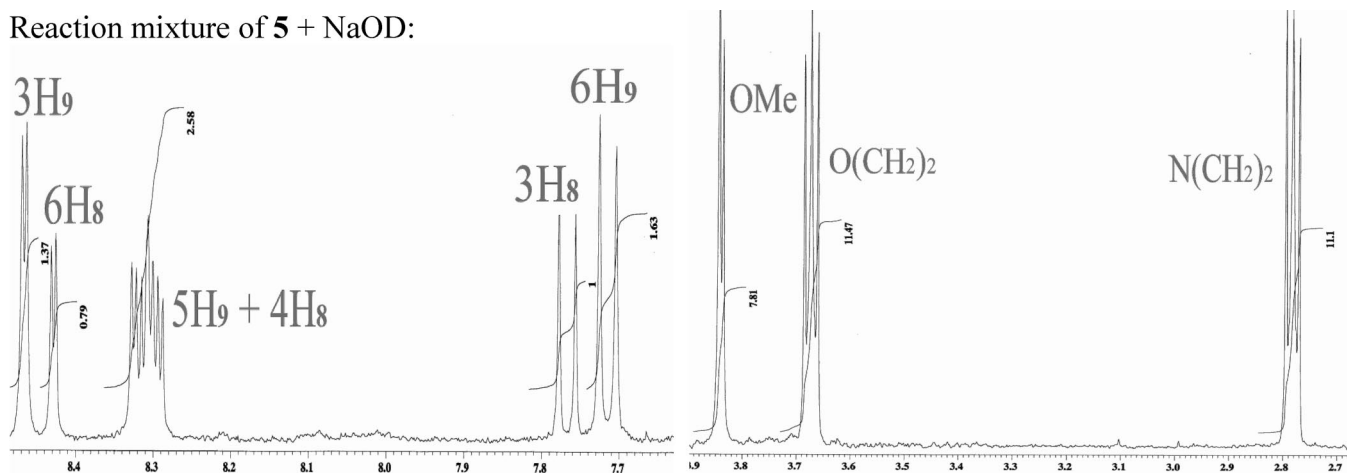 Reaction mixture of 5 + NaOD:
3H9
6H8
5H9 + 4H8
3H8
6H9
1.37
0.79
2.58
1
1.63
8.4 8.3 8.2 8.1 8.0 7.9 7.8 7.7
OMe
O(CH2)2
N(CH2)2
7.81
11.47
11.1
.9 3.8 3.7 3.6 3.5 3.4 3.3 3.2 3.1 3.0 2.9 2.8 2.7